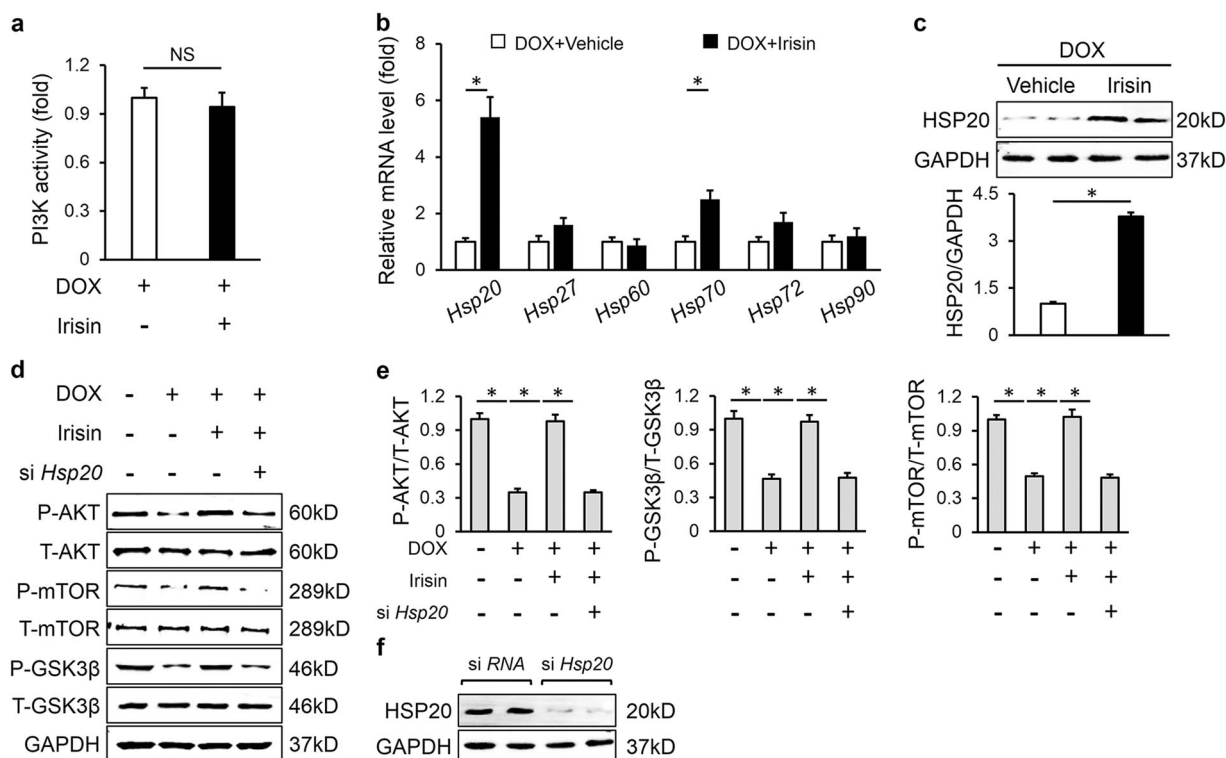 a
NS
PI3K activity (fold)
1.2
0.9
0.6
0.3
0
DOX + +
Irisin - +
b
DOX+Vehicle DOX+Irisin
Relative mRNA level (fold)
8
6
4
2
0
* *
Hsp20 Hsp27 Hsp60 Hsp70 Hsp72 Hsp90
c
DOX
Vehicle Irisin
HSP20 20kD
GAPDH 37kD
HSP20/GAPDH
4.5
3
1.5
0
*
d
DOX - + + +
Irisin - - + +
si Hsp20 - - - +
P-AKT 60kD
T-AKT 60kD
P-mTOR 289kD
T-mTOR 289kD
P-GSK3β 46kD
T-GSK3β 46kD
GAPDH 37kD
e
P-AKT/T-AKT
1.2
0.9
0.6
0.3
0
* * *
P-GSK3β/T-GSK3β
1.2
0.9
0.6
0.3
0
* * *
P-mTOR/T-mTOR
1.2
0.9
0.6
0.3
0
* * *
DOX - + + + - + + + - + + +
Irisin - - + + - - + + - - + +
si Hsp20 - - - + - - - + - - - +
f
si RNA si Hsp20
HSP20 20kD
GAPDH 37kD